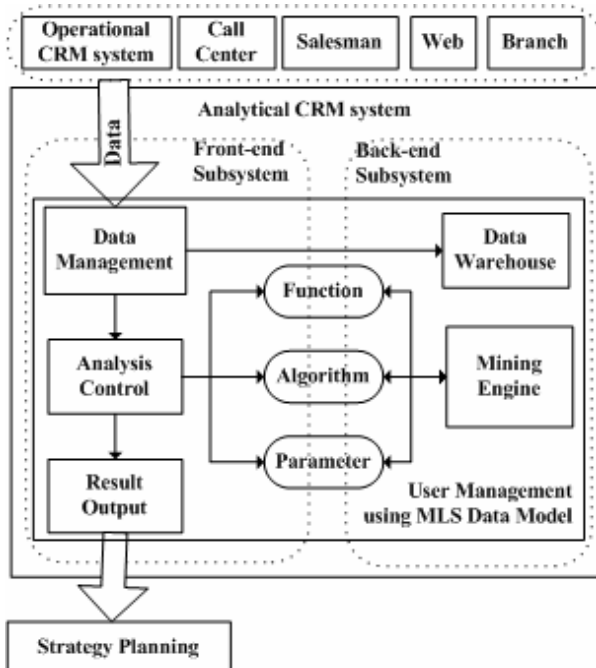 Operational
CRM system
Call
Center
Salesman
Web
Branch
Analytical CRM system
Data
Front-end
Subsystem
Back-end
Subsystem
Data
Management
Data
Warehouse
Function
Analysis
Control
Algorithm
Mining
Engine
Parameter
Result
Output
User Management
using MLS Data Model
Strategy Planning